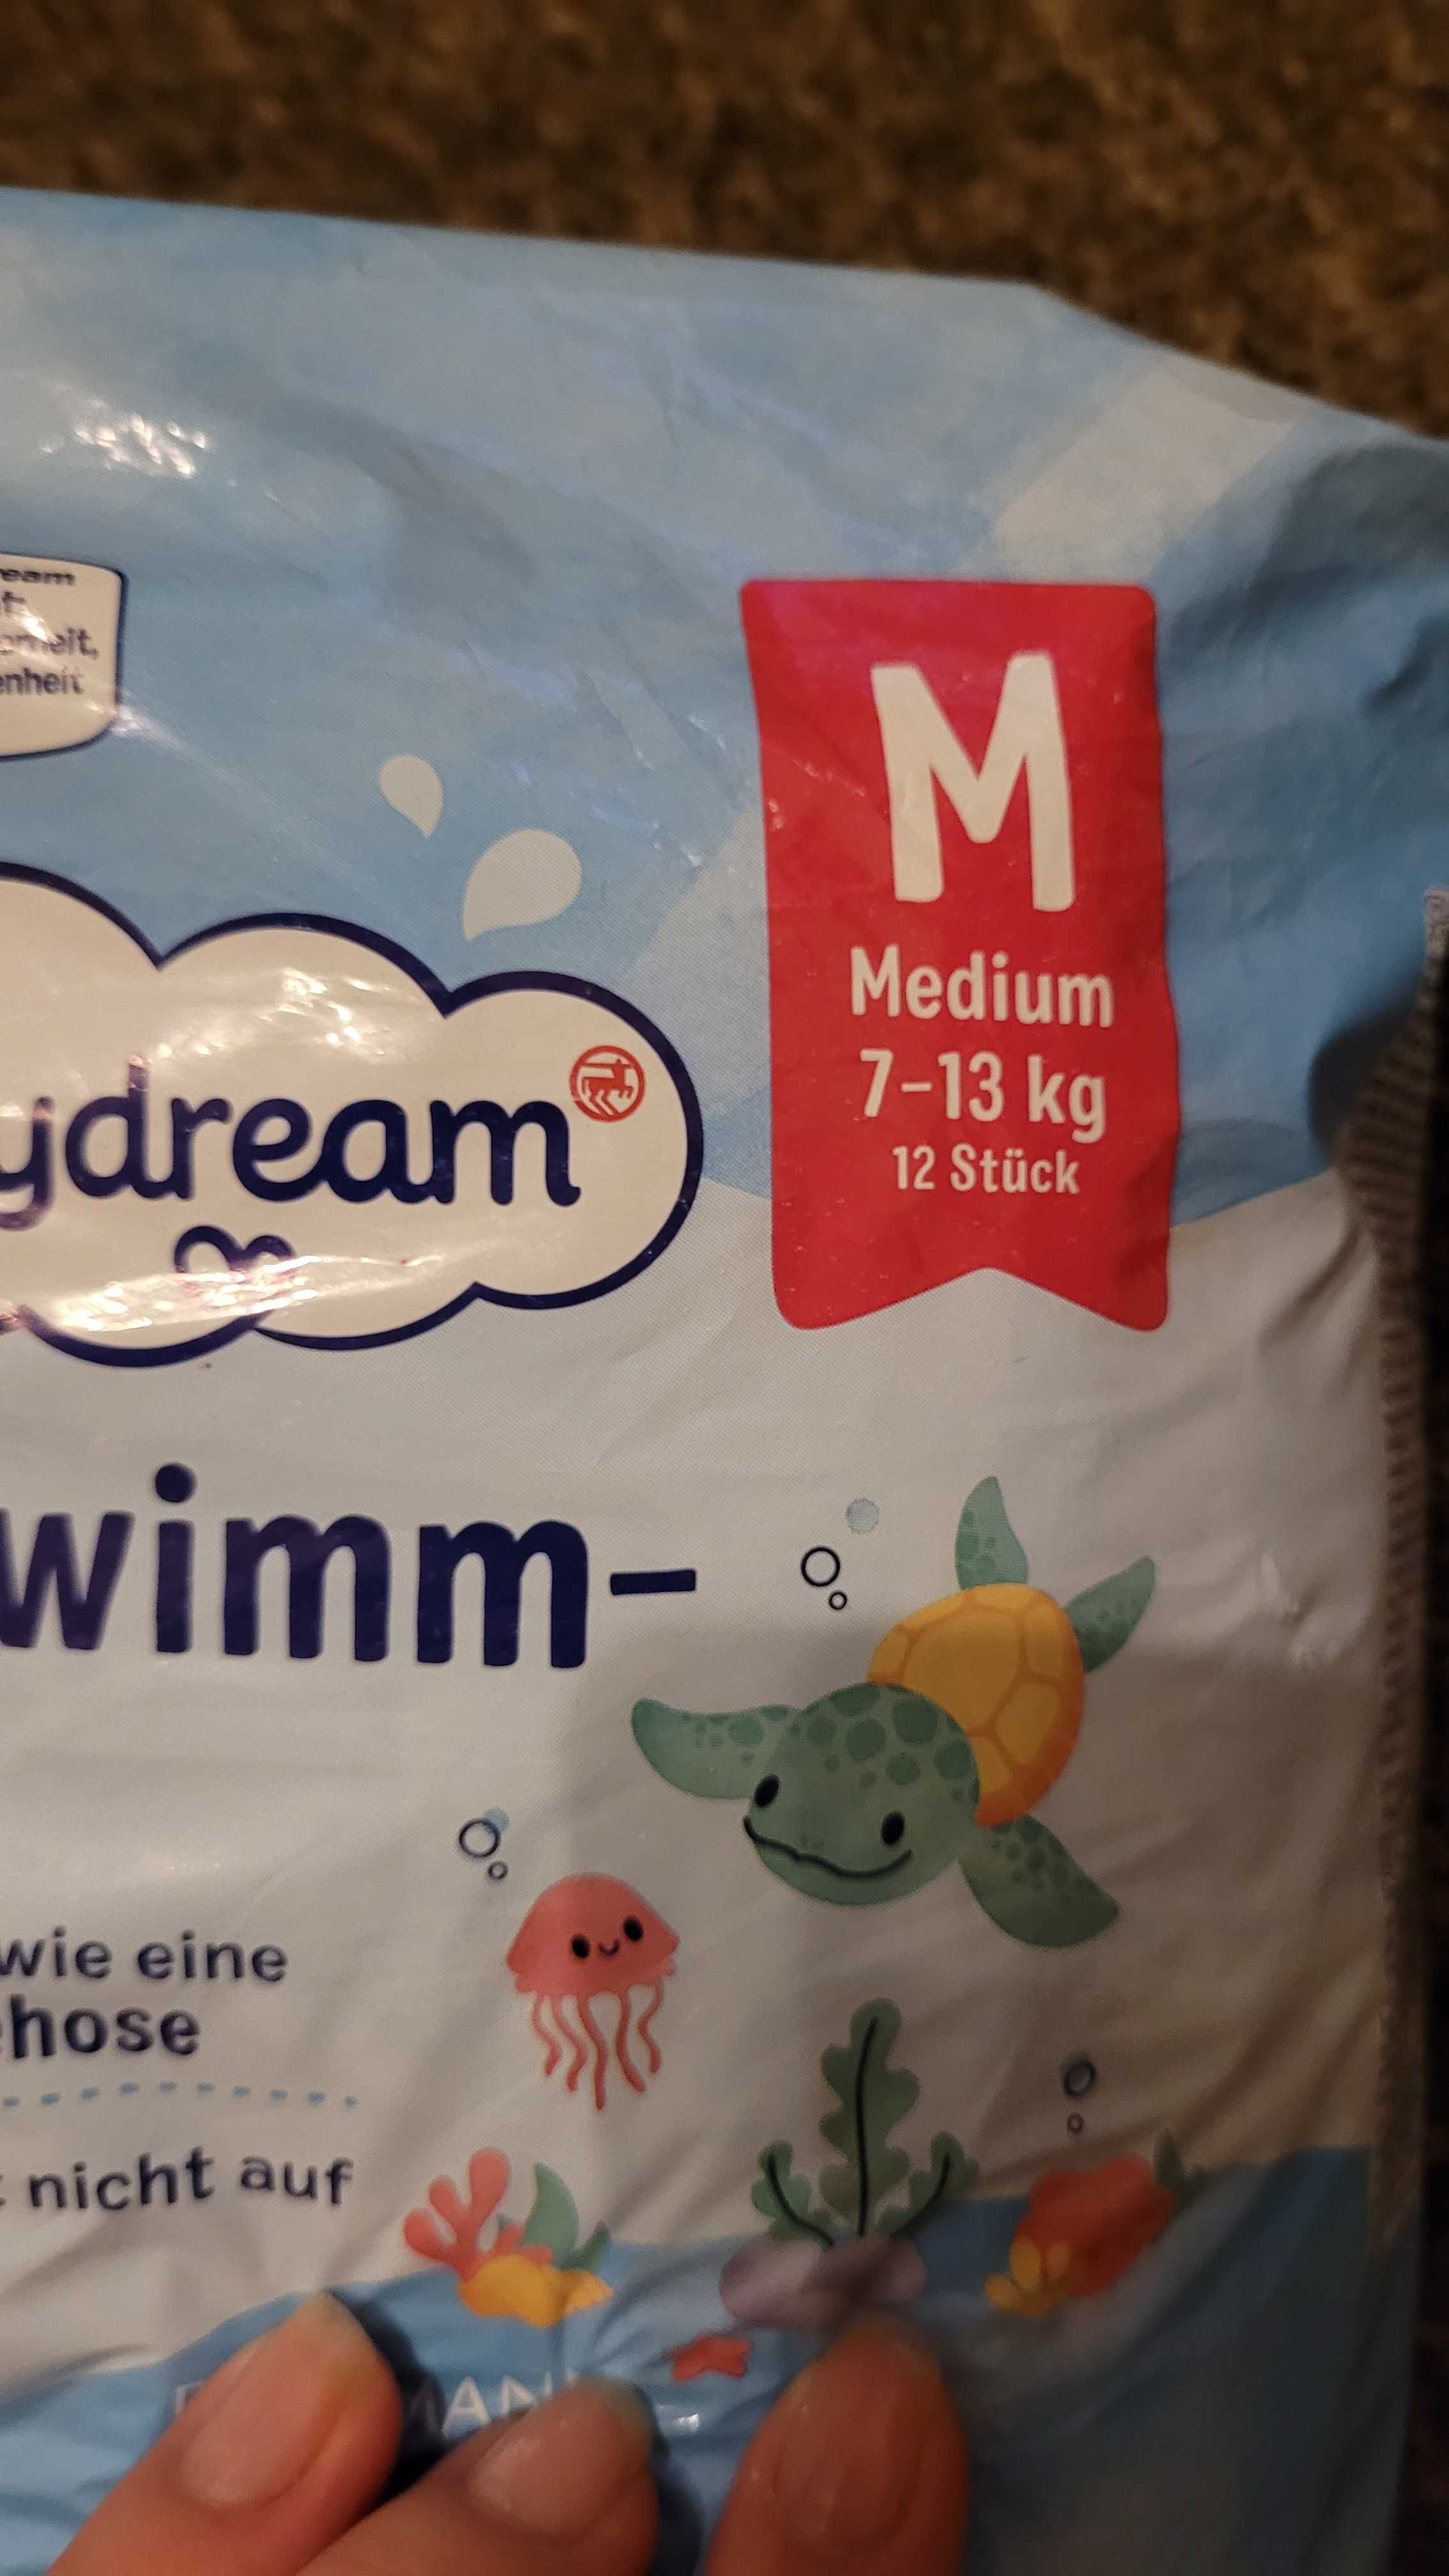 M
Medium
7-13 kg
12 Stück
ydream
wimm-
wie eine
hose
nicht auf